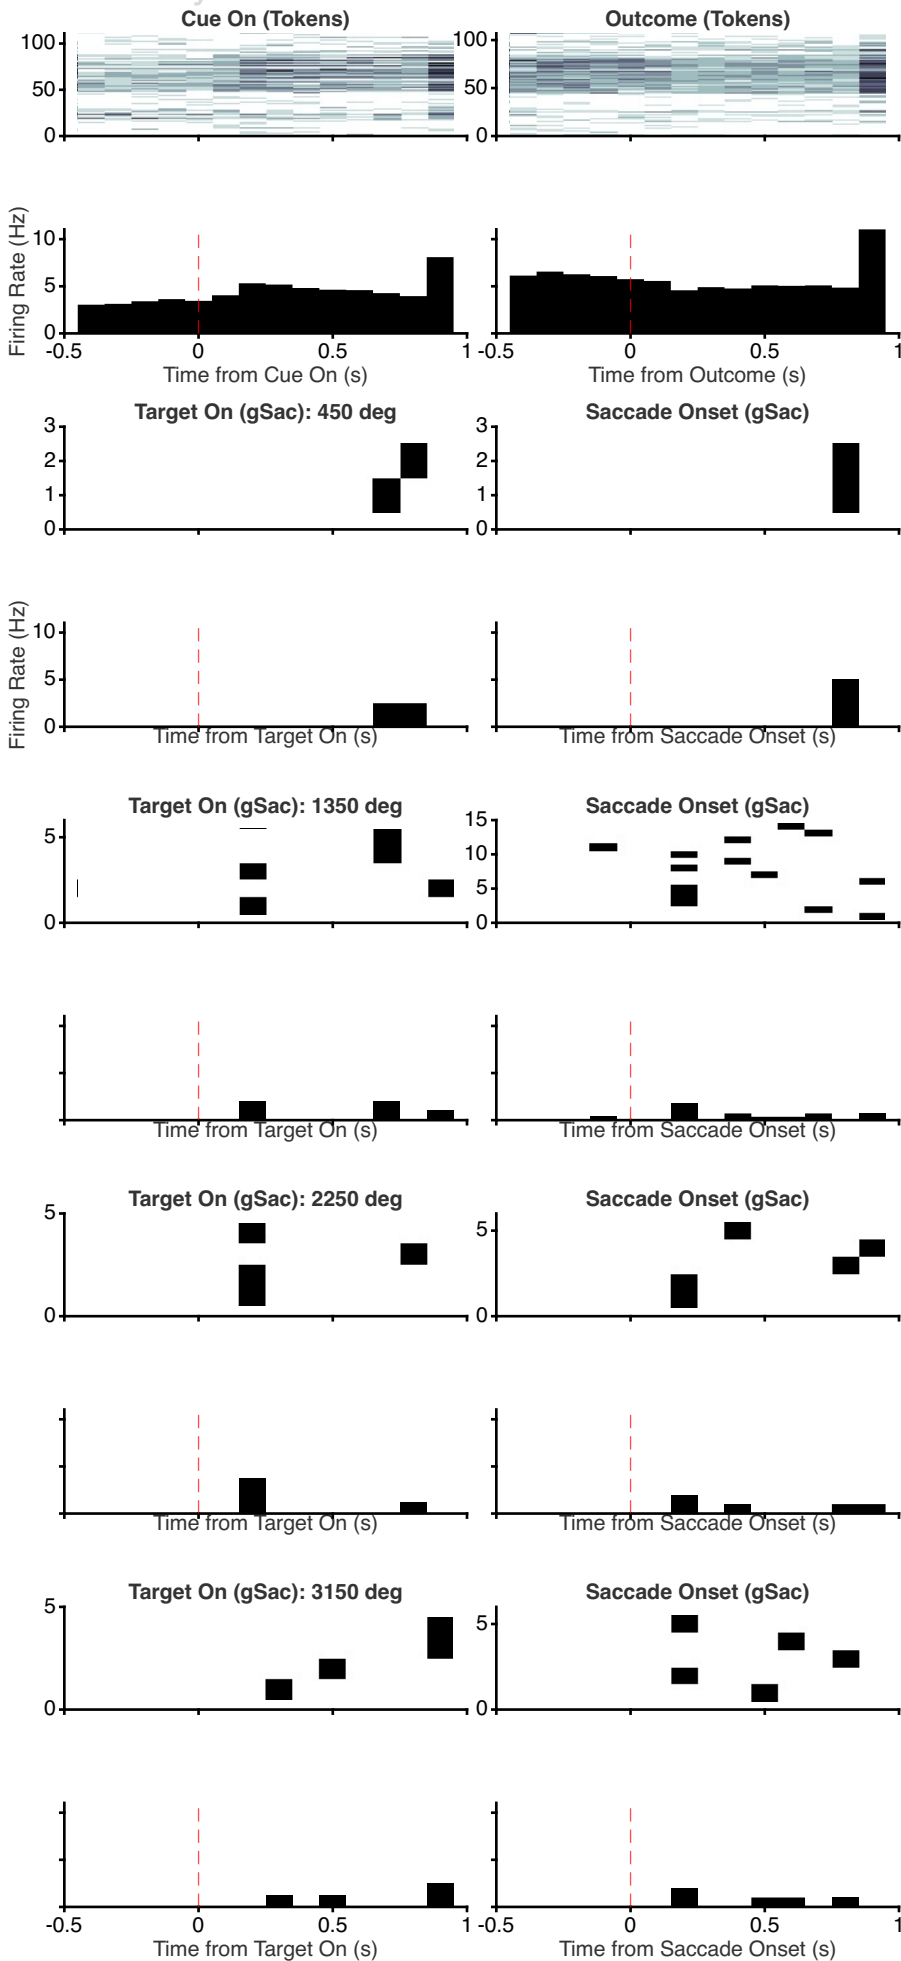 Cue On (Tokens)
Outcome (Tokens)
100
50
0
100
50
0
Firing Rate (Hz)
10
5
0
-0.5 0 0.5 1
-0.5 0 0.5 1
Time from Cue On (s)
Time from Outcome (s)
Target On (gSac): 450 deg
Saccade Onset (gSac)
3
2
1
0
3
2
1
0
Firing Rate (Hz)
10
5
0
Time from Target On (s)
Time from Saccade Onset (s)
Target On (gSac): 1350 deg
Saccade Onset (gSac)
5
0
15
10
5
0
Time from Target On (s)
Time from Saccade Onset (s)
Target On (gSac): 2250 deg
Saccade Onset (gSac)
5
0
5
0
Time from Target On (s)
Time from Saccade Onset (s)
Target On (gSac): 3150 deg
Saccade Onset (gSac)
5
0
5
0
-0.5 0 0.5 1
-0.5 0 0.5 1
Time from Target On (s)
Time from Saccade Onset (s)